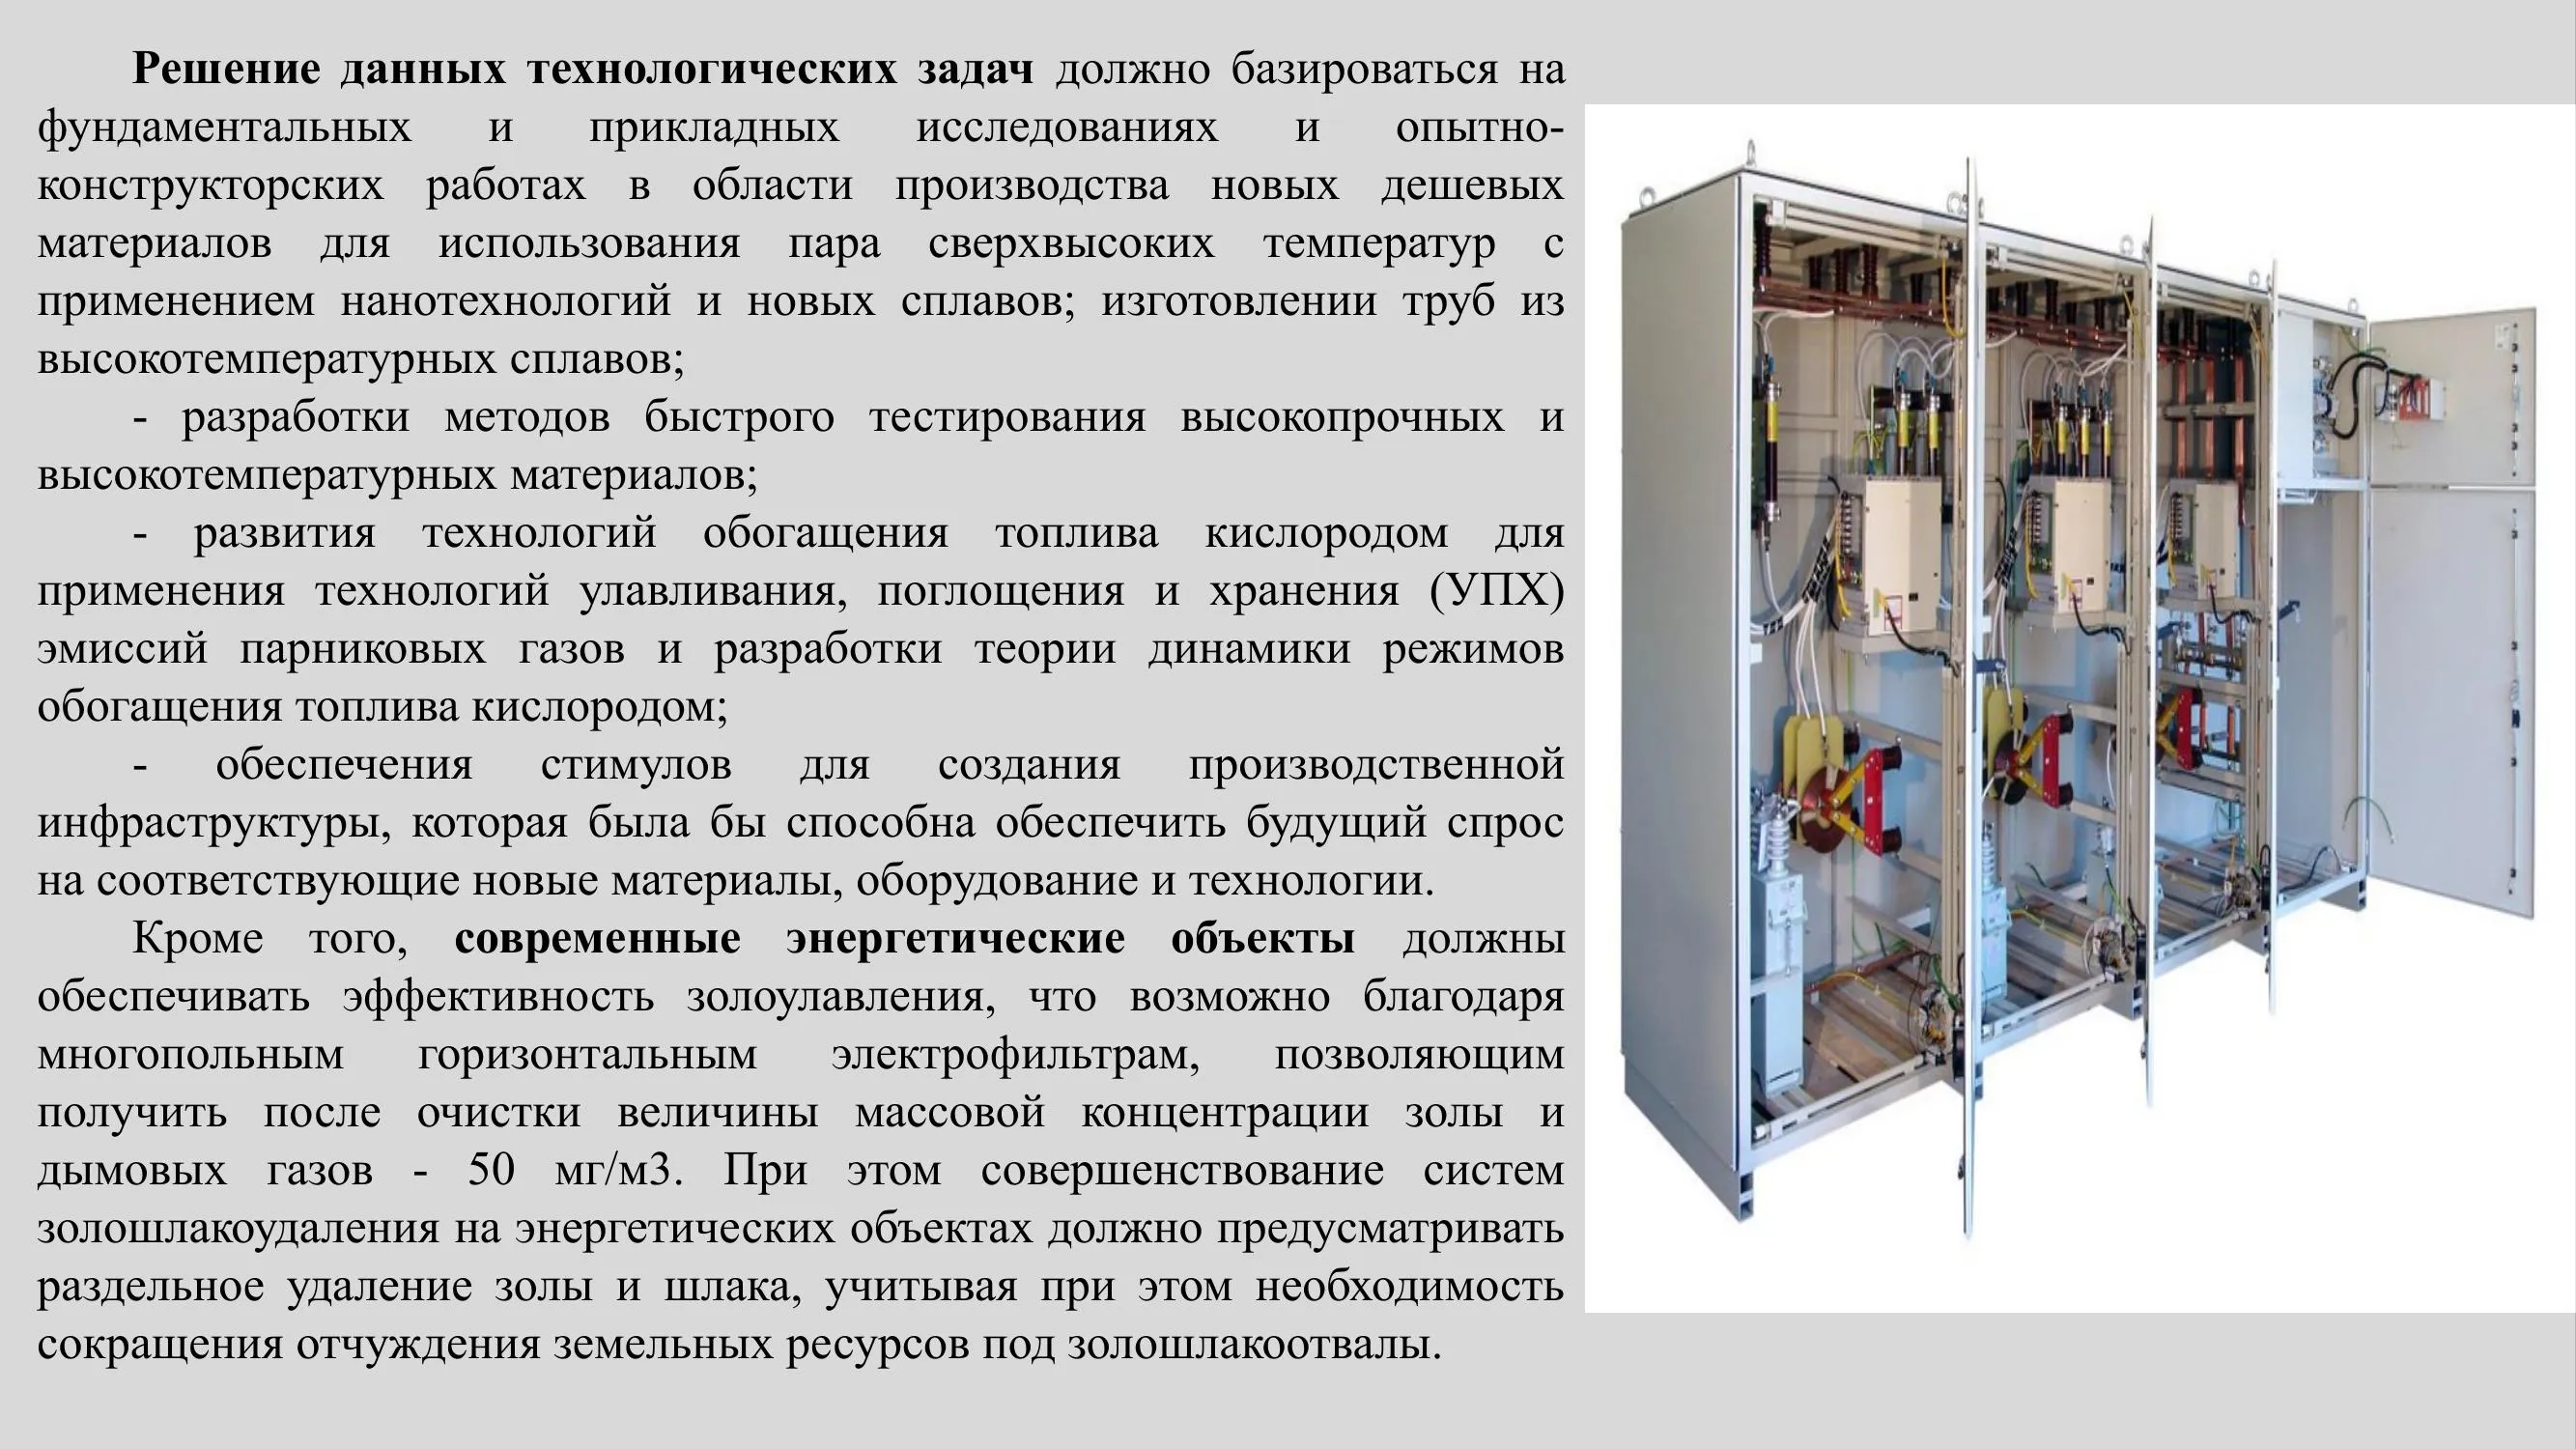 Решение данных технологических задач должно базироваться на
фундаментальных и прикладных исследованиях и опытно-
конструкторских работах в области производства новых дешевых
материалов для использования пара сверхвысоких температур с
применением нанотехнологий и новых сплавов; изготовлении труб из
высокотемпературных сплавов;
- разработки методов быстрого тестирования высокопрочных и
высокотемпературных материалов;
- развития технологий обогащения топлива кислородом для
применения технологий улавливания, поглощения и хранения (УПХ)
эмиссий парниковых газов и разработки теории динамики режимов
обогащения топлива кислородом;
- обеспечения стимулов для создания производственной
инфраструктуры, которая была бы способна обеспечить будущий спрос
на соответствующие новые материалы, оборудование и технологии.
Кроме того, современные энергетические объекты должны
обеспечивать эффективность золоулавления, что возможно благодаря
многопольным горизонтальным электрофильтрам, позволяющим
получить после очистки величины массовой концентрации золы и
дымовых газов - 50 мг/м3. При этом совершенствование систем
золошлакоудаления на энергетических объектах должно предусматривать
раздельное удаление золы и шлака, учитывая при этом необходимость
сокращения отчуждения земельных ресурсов под золошлакоотвалы.